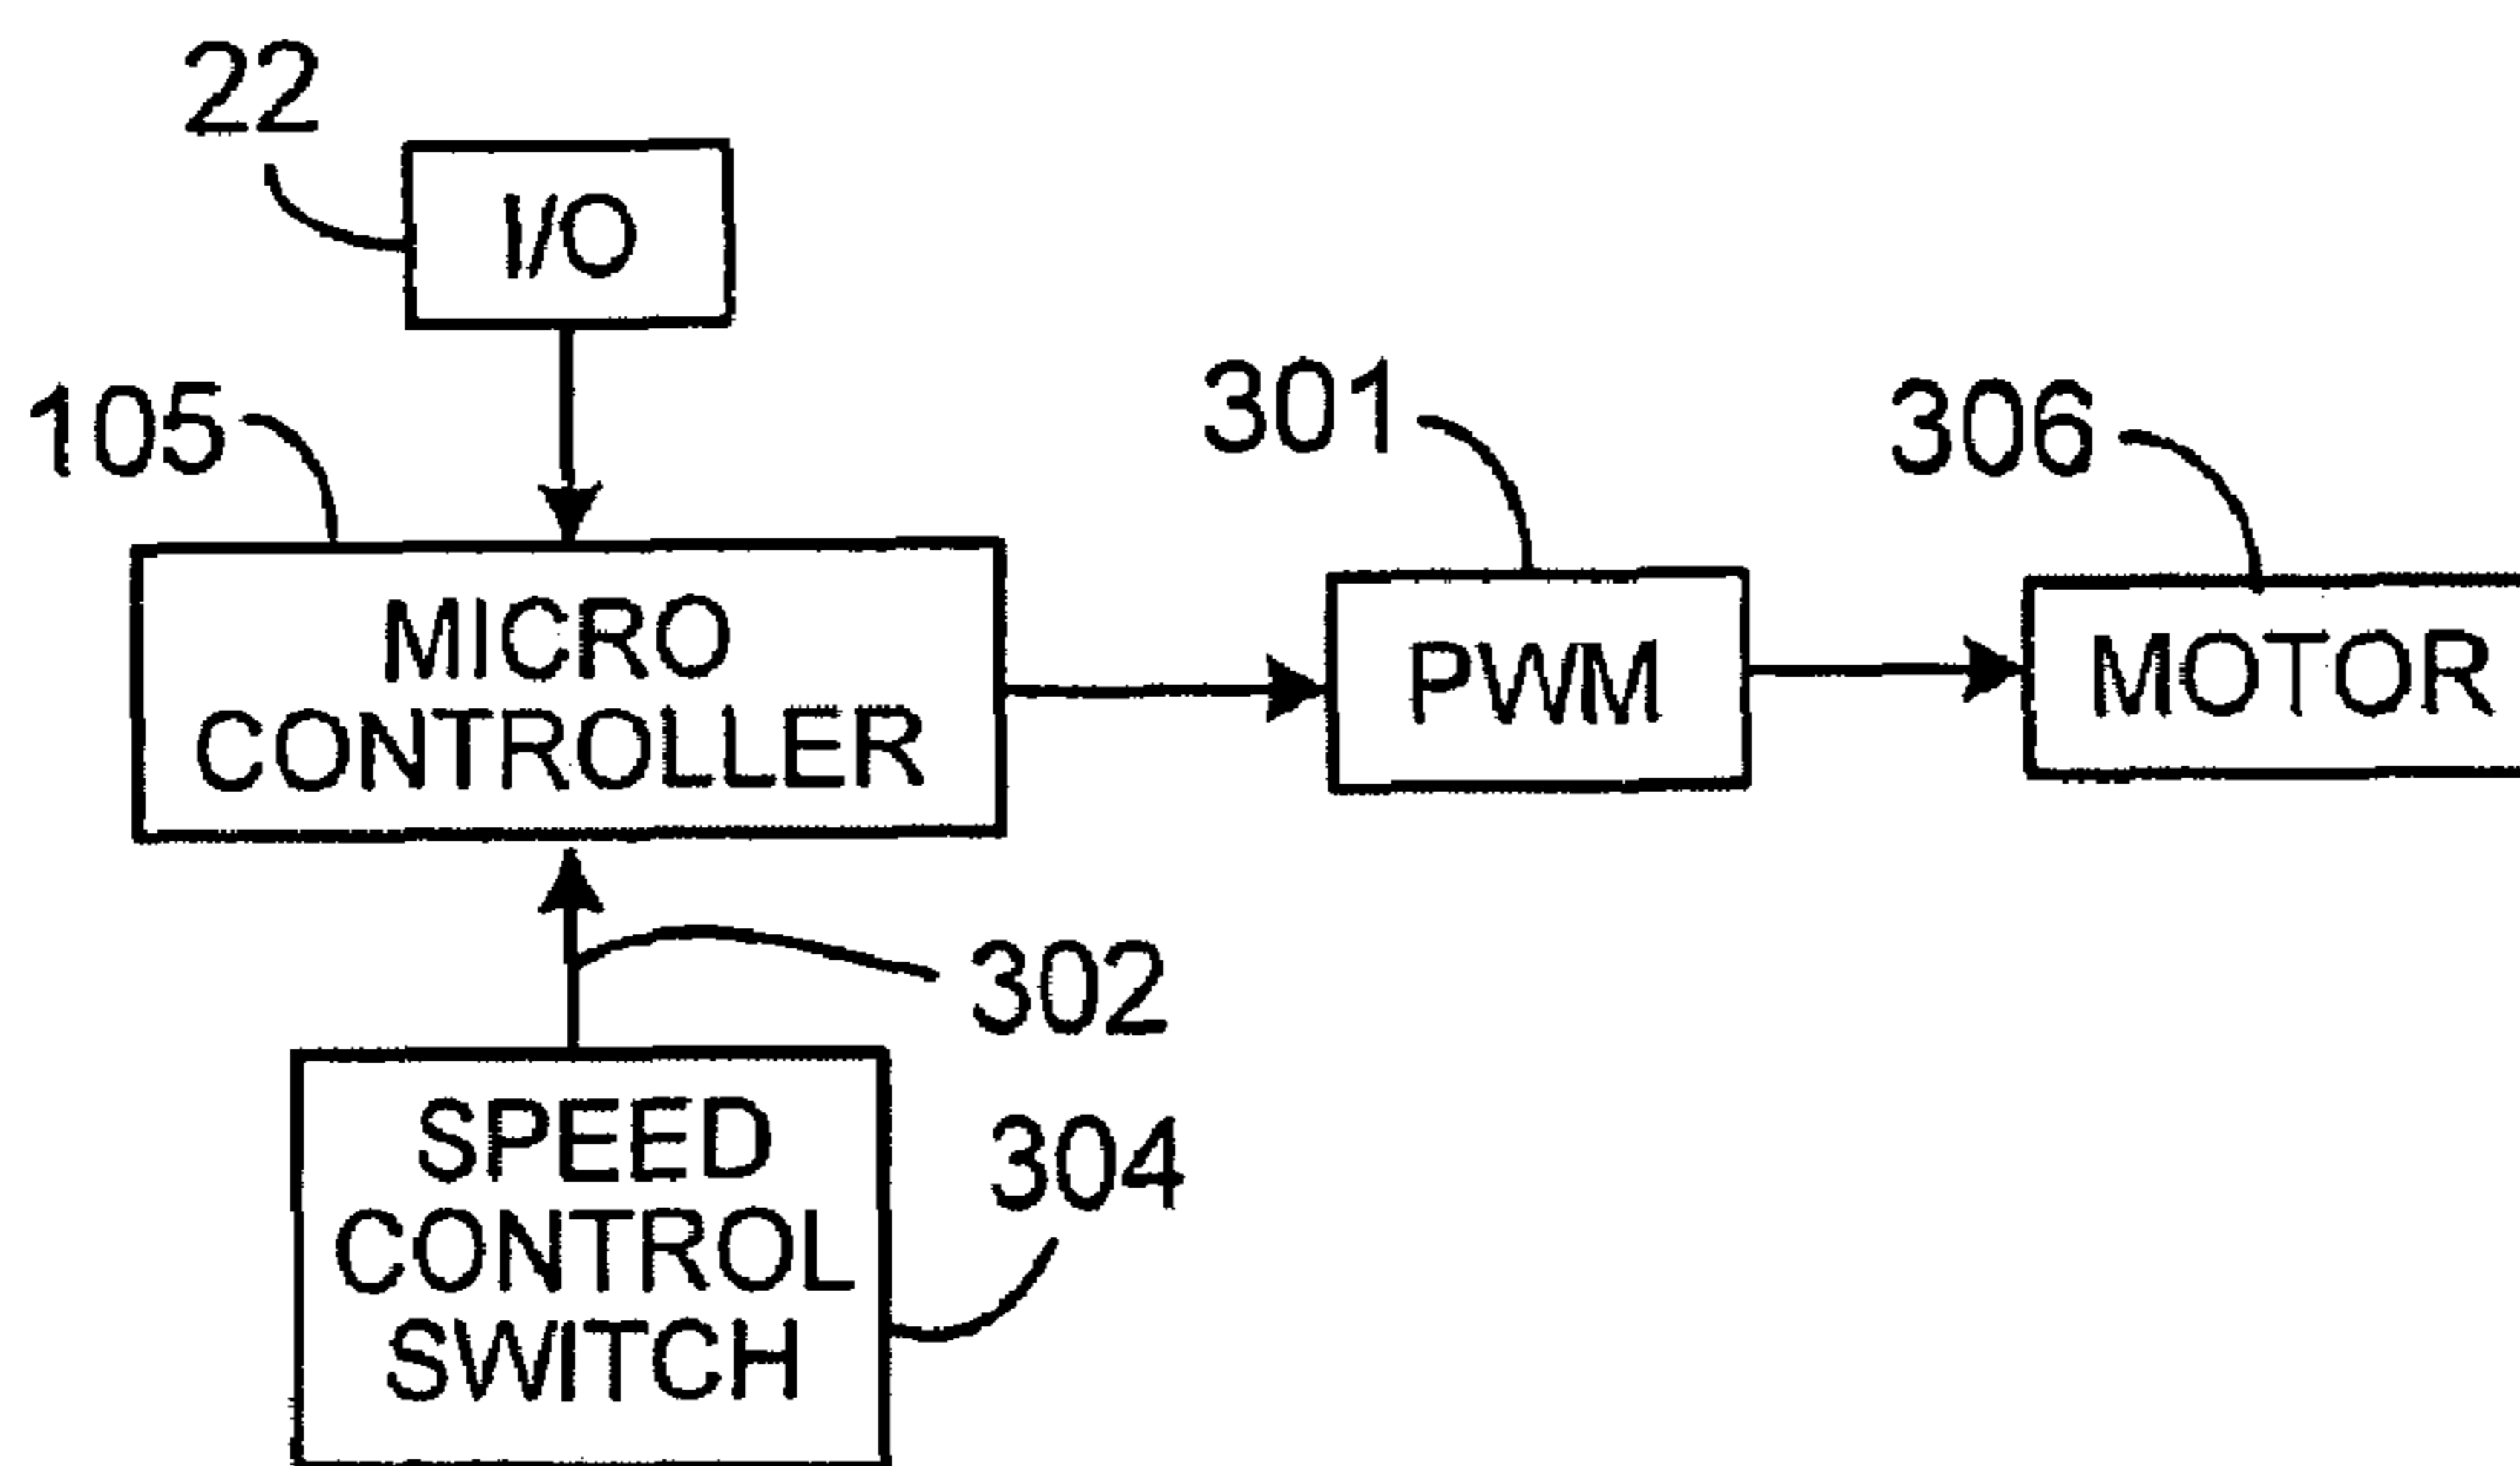 22
I/O
105
301
306
MICRO
CONTROLLER
PWM
MOTOR
302
SPEED
CONTROL
SWITCH
304